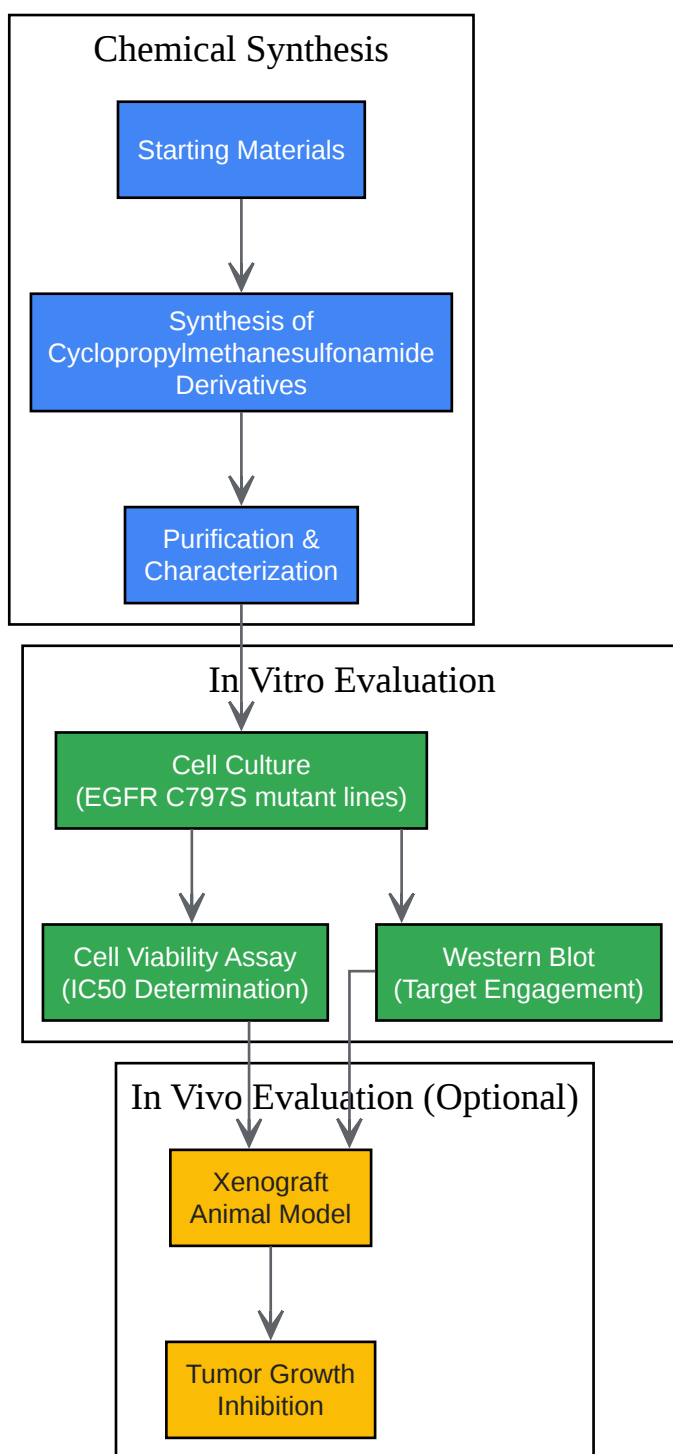 Chemical Synthesis
Starting Materials
Synthesis of
Cyclopropylmethanesulfonamide
Derivatives
Purification &
Characterization
In Vitro Evaluation
Cell Culture
(EGFR C797S mutant lines)
Cell Viability Assay
(IC50 Determination)
Western Blot
(Target Engagement)
In Vivo Evaluation (Optional)
Xenograft
Animal Model
Tumor Growth
Inhibition